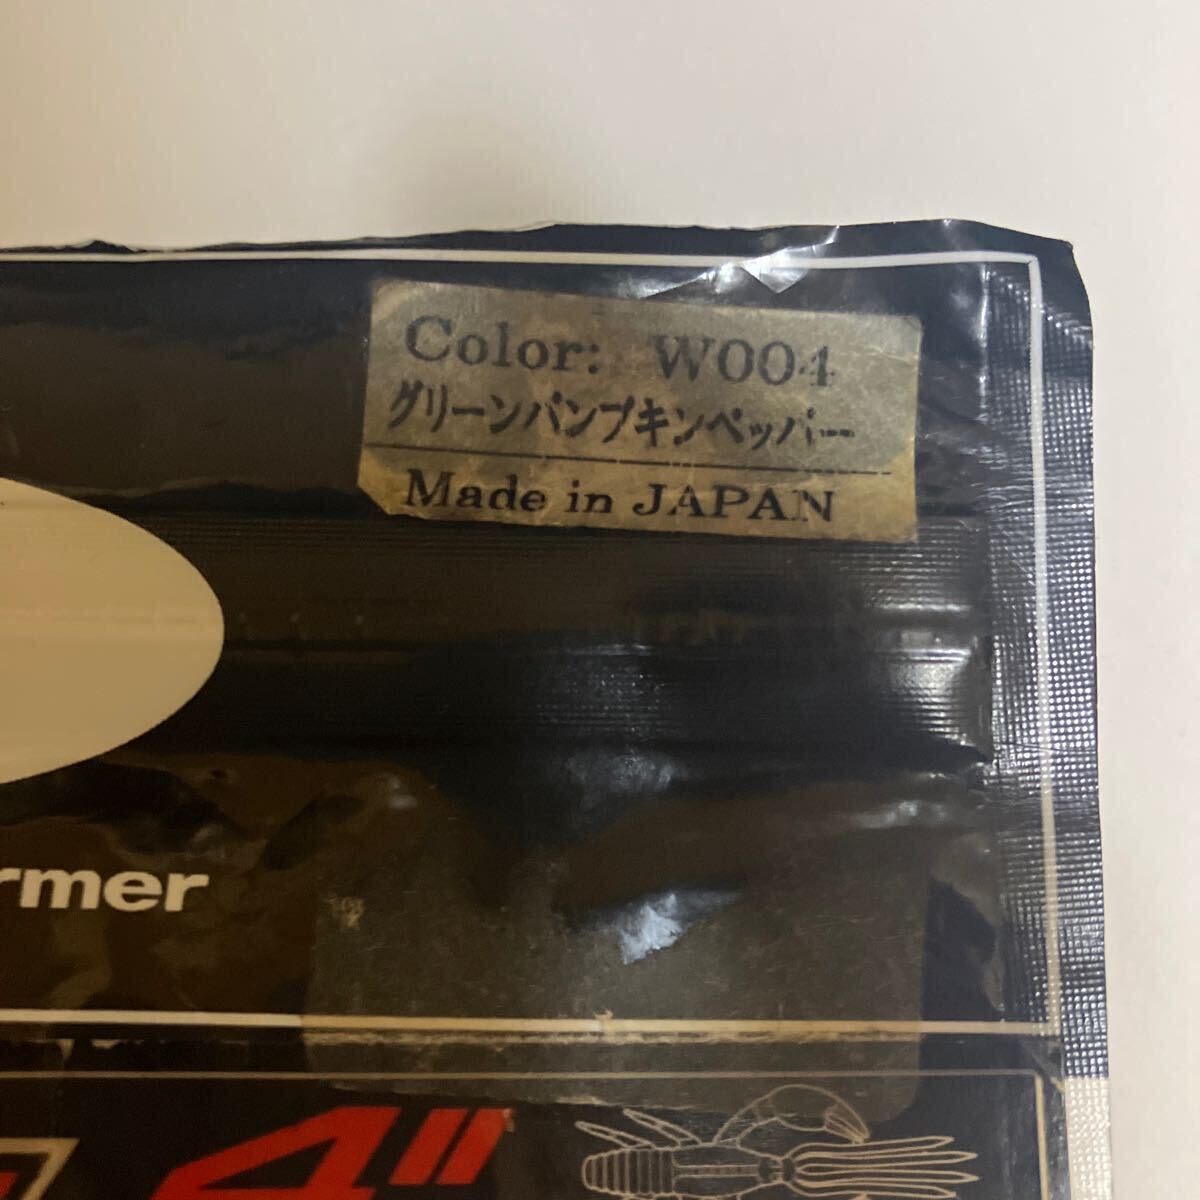 Color: W004
グリーンパンプキンペッパー
Made in JAPAN
rmer
4"